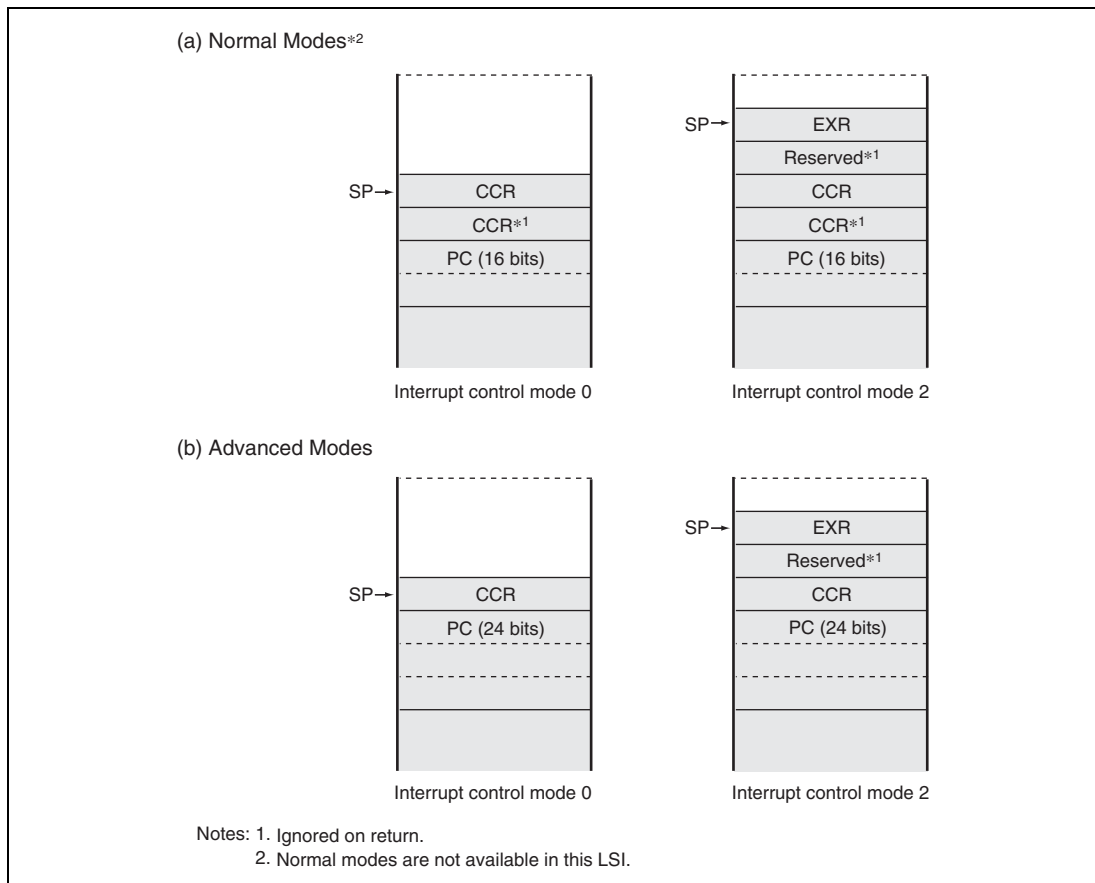 (a) Normal Modes*2
SP
CCR
CCR*1
PC (16 bits)
Interrupt control mode 0
SP
EXR
Reserved*1
CCR
CCR*1
PC (16 bits)
Interrupt control mode 2
(b) Advanced Modes
SP
CCR
PC (24 bits)
Interrupt control mode 0
SP
EXR
Reserved*1
CCR
PC (24 bits)
Interrupt control mode 2
Notes: 1. Ignored on return.
2. Normal modes are not available in this LSI.